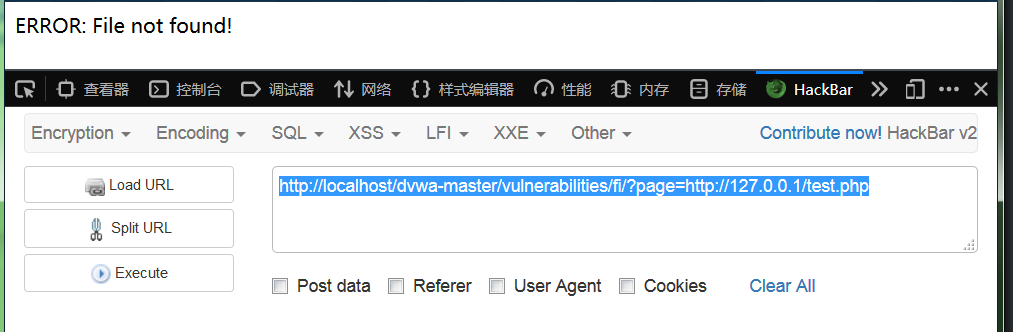 ERROR: File not found!
查看器 控制台 调试器 网络 样式编辑器 性能 内存 存储 HackBar
Encryption Encoding SQL XSS LFI XXE Other Contribute now! HackBar v2
Load URL
http://localhost/dvwa-master/vulnerabilities/fi/?page=http://127.0.0.1/test.php
Split URL
Execute
Post data Referer User Agent Cookies Clear All